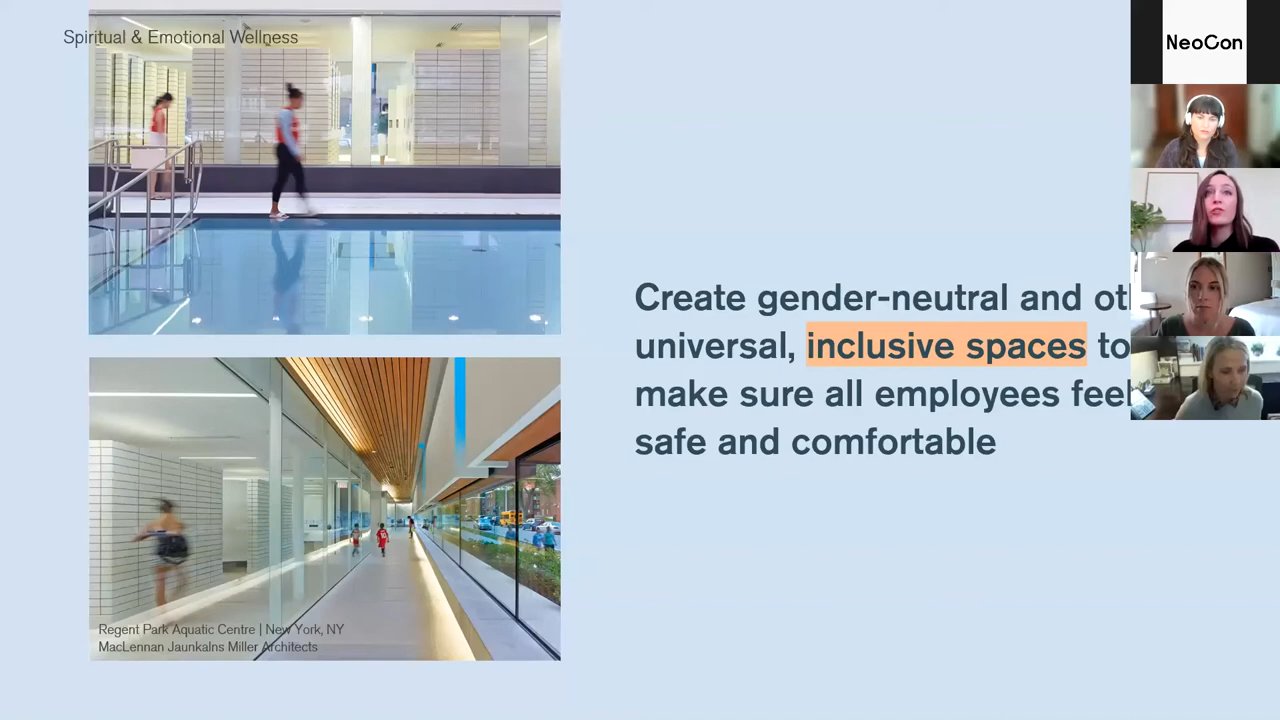 Spiritual & Emotional Wellness
NeoCon
Create gender-neutral and
universal, inclusive spaces to
make sure all employees feel
safe and comfortable
Regent Park Aquatic Centre | New York, NY
MacLennan Jaunkalns Miller Architects